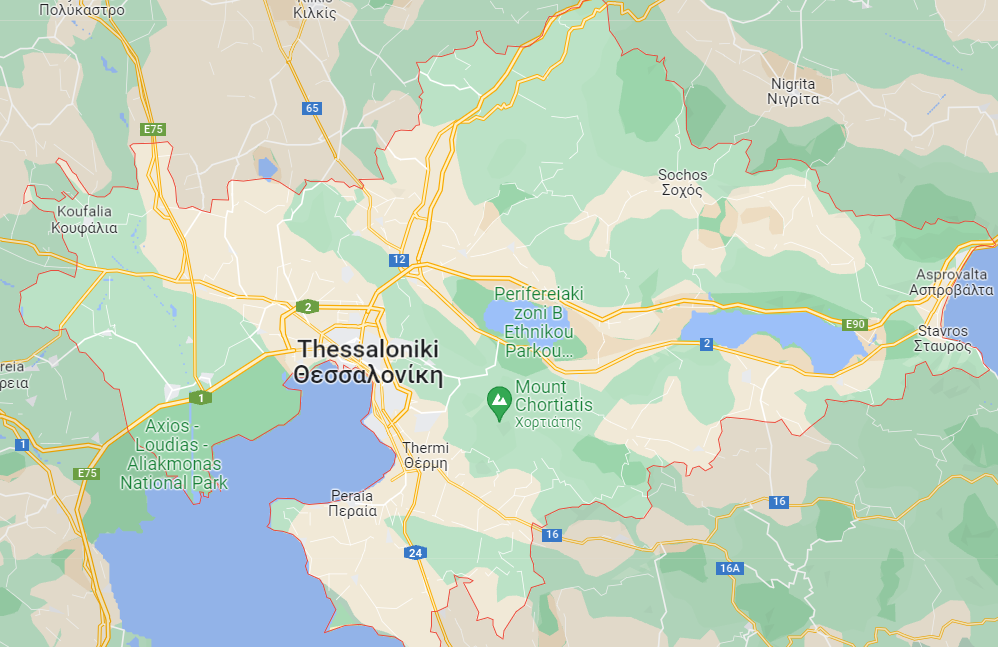 Πολύκαστρο
Kilkis
Κιλκίς
Nigrita
Νιγρίτα
65
E75
Sochos
Σοχός
Koufalia
Κουφάλια
12
Asprovalta
Ασπροβάλτα
Perifereiaki
zoni B
Ethnikou
Parkou...
2
E90
Stavros
Σταυρός
2
Thessaloniki
Θεσσαλονίκη
ρεια
Mount
Chortiatis
Χορτιάτης
1
Axios -
Loudias -
Aliakmonas
National Park
1
E75
Thermi
Θέρμη
Peraia
Περαία
16
16
24
16A